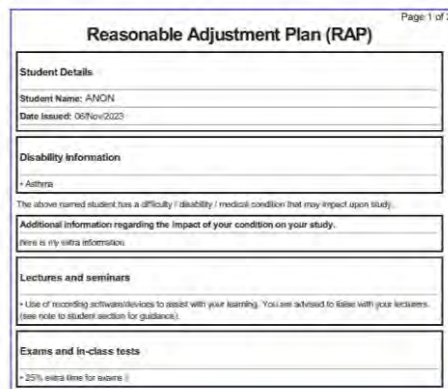 Page 1 of
Reasonable Adjustment Plan (RAP)
Student Details
Student Name: ANON
Date Issued: 06/Nov/2023
Disability Information
• Asthma
The above named student has a difficulty / disability / medical condition that may impact upon study.
Additional information regarding the impact of your condition on your study.
here is my extra information
Lectures and seminars
• Use of recording software/devices to assist with your learning. You are advised to liaise with your lecturers.
(see note to student section for guidance)
Exams and in-class tests
• 25% extra time for exams